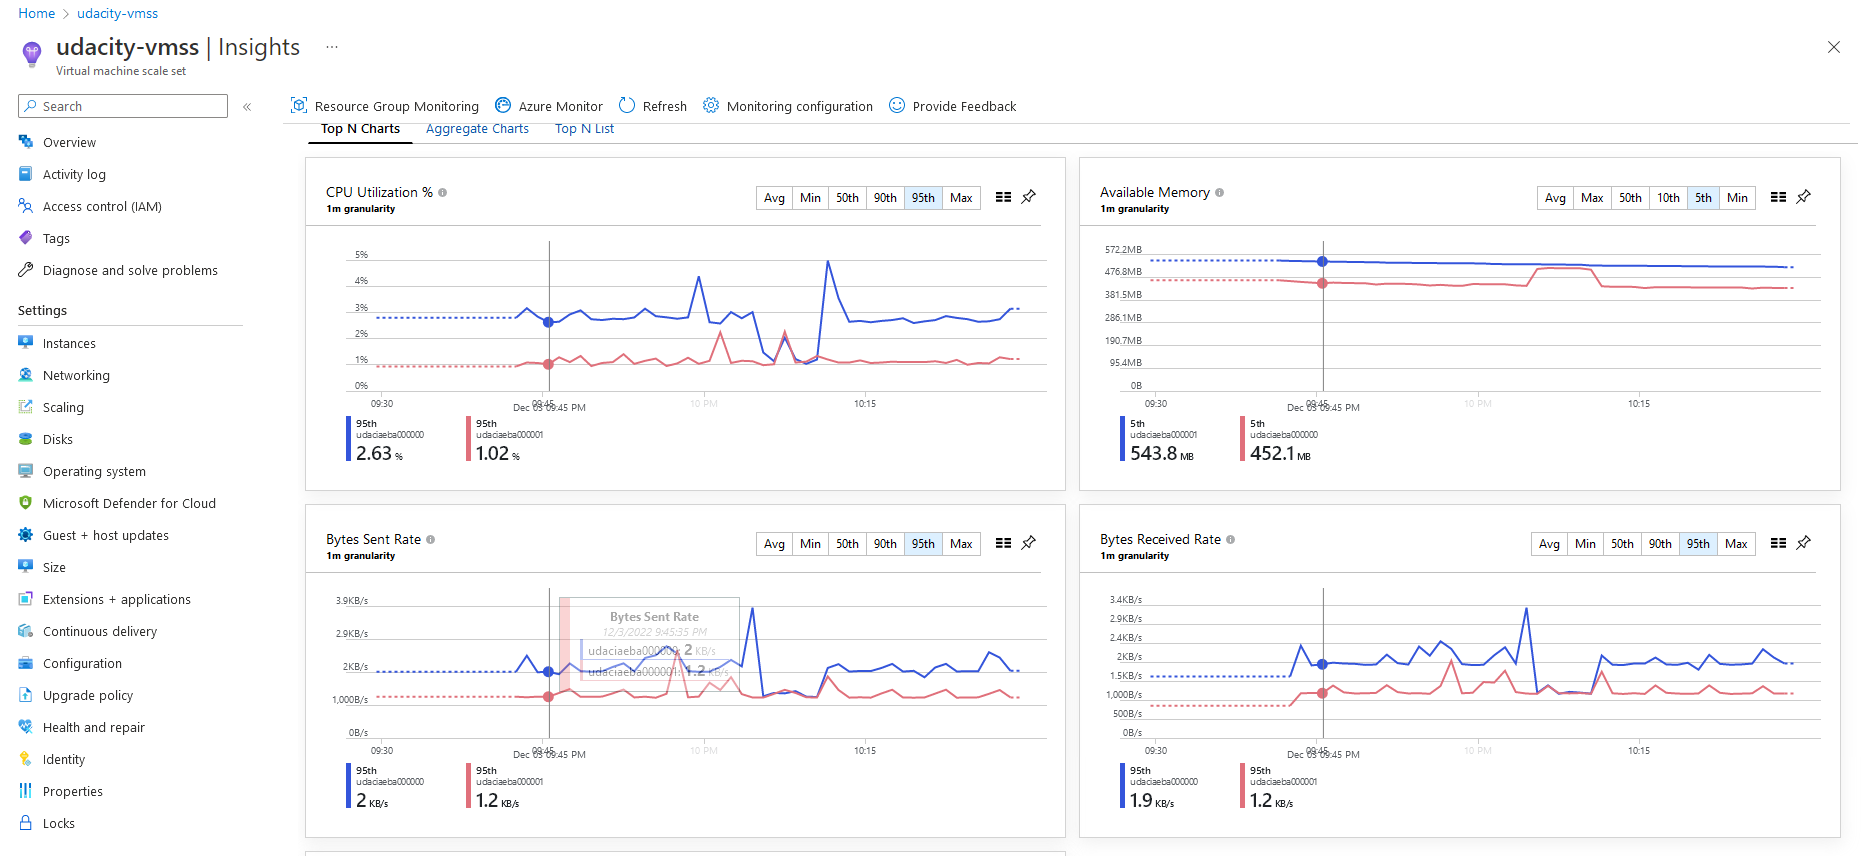 Home > udacity-vmss
udacity-vmss | Insights ...
Virtual machine scale set
Search «
Resource Group Monitoring Azure Monitor Refresh Monitoring configuration Provide Feedback
Top N Charts Aggregate Charts Top N List
Overview
Activity log
Access control (IAM)
Tags
Diagnose and solve problems
Settings
Instances
Networking
Scaling
Disks
Operating system
Microsoft Defender for Cloud
Guest + host updates
Size
Extensions + applications
Continuous delivery
Configuration
Upgrade policy
Health and repair
Identity
Properties
Locks
CPU Utilization %
1m granularity
Avg Min 50th 90th 95th Max
5%
4%
3%
2%
1%
0%
09:30 09:45 10 PM 10:15
Dec 03 09:45 PM
95th 95th
udaciaeba000000 udaciaeba000001
2.63 % 1.02 %
Available Memory
1m granularity
Avg Max 50th 10th 5th Min
572.2MB
476.8MB
381.5MB
286.1MB
190.7MB
95.4MB
0B
09:30 09:45 10 PM 10:15
Dec 03 09:45 PM
5th 5th
udaciaeba000001 udaciaeba000000
543.8 MB 452.1 MB
Bytes Sent Rate
1m granularity
Avg Min 50th 90th 95th Max
3.9KB/s
2.9KB/s
2KB/s
1,000B/s
0B/s
Bytes Sent Rate
12/3/2022 9:45:35 PM
udaciaeba000000: 2 KB/s
udaciaeba000001: 1.2 KB/s
09:30 09:45 10 PM 10:15
Dec 03 09:45 PM
95th 95th
udaciaeba000000 udaciaeba000001
2 KB/s 1.2 KB/s
Bytes Received Rate
1m granularity
Avg Min 50th 90th 95th Max
3.4KB/s
2.9KB/s
2.4KB/s
2KB/s
1.5KB/s
1,000B/s
500B/s
0B/s
09:30 09:45 10 PM 10:15
Dec 03 09:45 PM
95th 95th
udaciaeba000000 udaciaeba000001
1.9 KB/s 1.2 KB/s